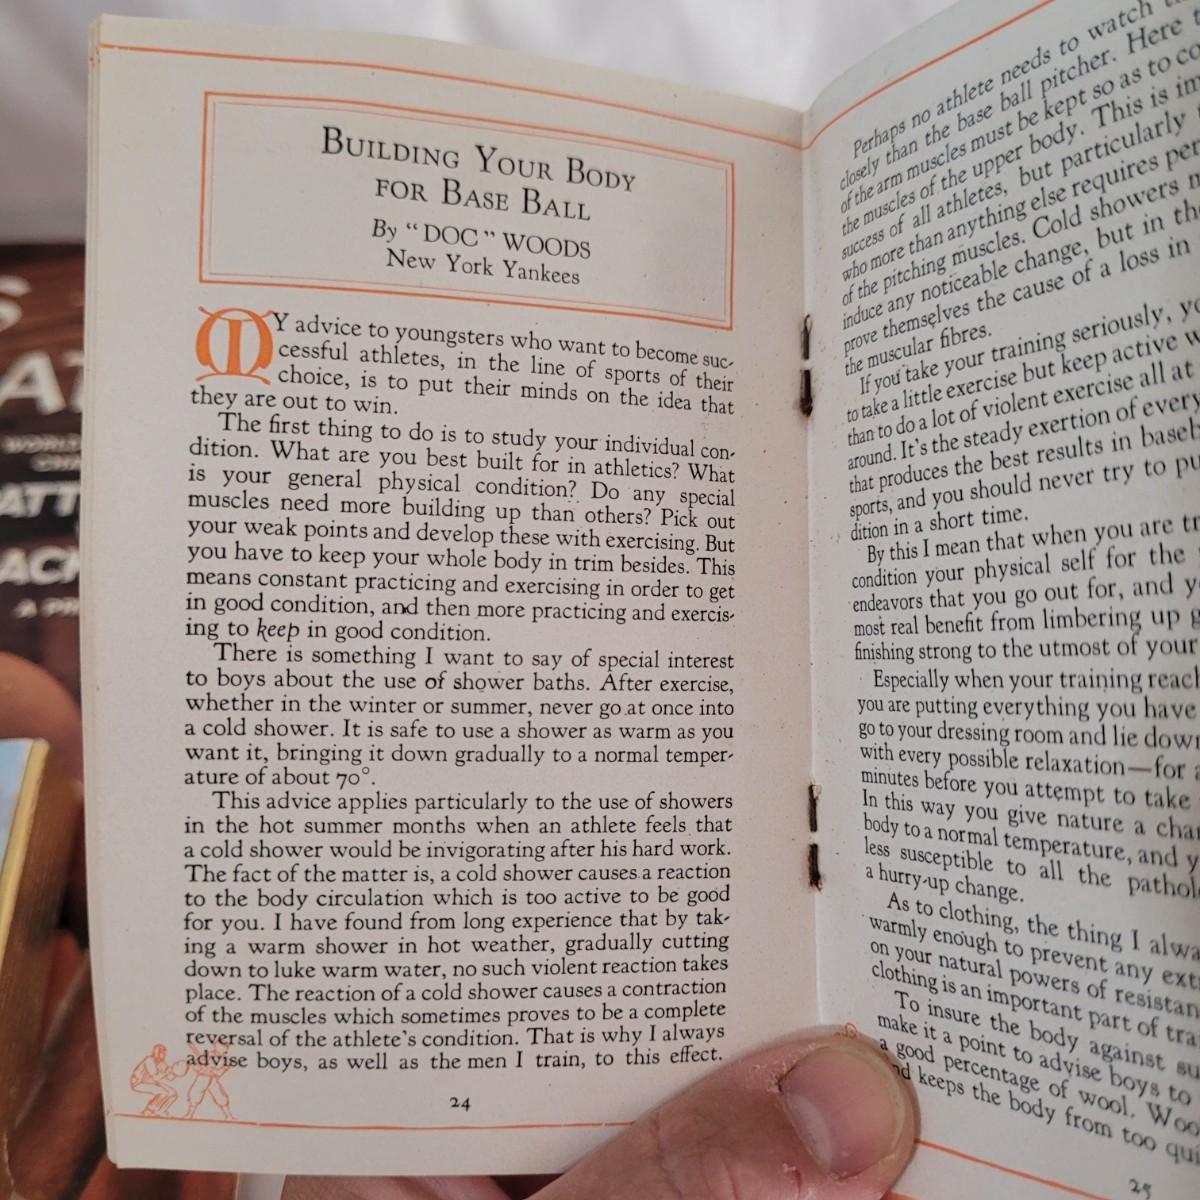 BUILDING YOUR BODY
FOR BASE BALL
By "DOC" WOODS
New York Yankees
MY advice to youngsters who want to become suc-
cessful athletes, in the line of sports of their
choice, is to put their minds on the idea that
they are out to win.
The first thing to do is to study your individual con-
dition. What are you best built for in athletics? What
is your general physical condition? Do any special
muscles need more building up than others? Pick out
your weak points and develop these with exercising. But
you have to keep your whole body in trim besides. This
means constant practicing and exercising in order to get
in good condition, and then more practicing and exercis-
ing to keep in good condition.
There is something I want to say of special interest
to boys about the use of shower baths. After exercise,
whether in the winter or summer, never go at once into
a cold shower. It is safe to use a shower as warm as you
want it, bringing it down gradually to a normal temper-
ature of about 70°.
This advice applies particularly to the use of showers
in the hot summer months when an athlete feels that
a cold shower would be invigorating after his hard work.
The fact of the matter is, a cold shower causes a reaction
to the body circulation which is too active to be good
for you. I have found from long experience that by tak-
ing a warm shower in hot weather, gradually cutting
down to luke warm water, no such violent reaction takes
place. The reaction of a cold shower causes a contraction
of the muscles which sometimes proves to be a complete
reversal of the athlete's condition. That is why I always
advise boys, as well as the men I train, to this effect.
24
Perhaps no athlete needs to watch
closely than the base ball pitcher. Here
of the arm muscles must be kept so as to
the muscles of the upper body. This is
success of all athletes, but particularly
who more than anything else requires
of the pitching muscles. Cold showers
induce any noticeable change, but in
prove themselves the cause of a loss in
the muscular fibres.
If you take your training seriously,
to take a little exercise but keep active
than to do a lot of violent exercise all at
around. It's the steady exertion of every
that produces the best results in
sports, and you should never try to
dition in a short time.
By this I mean that when you are
condition your physical self for the
endeavors that you go out for, and
most real benefit from limbering up
finishing strong to the utmost of your
Especially when your training
you are putting everything you have
go to your dressing room and lie
with every possible relaxation—for
minutes before you attempt to take
In this way you give nature a
body to a normal temperature, and
less susceptible to all the
a hurry-up change.
As to clothing, the thing I
warmly enough to prevent any
on your natural powers of
clothing is an important part of
To insure the body against
make it a point to advise boys to
a good percentage of wool.
keeps the body from too
25